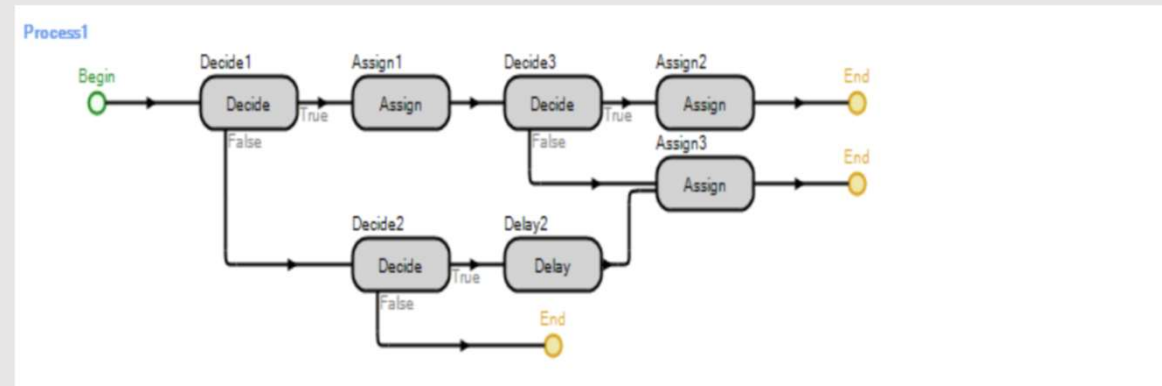 Process1
Decide1 Assign1 Decide3 Assign2
Begin End
Decide Assign Decide Assign
True True
False False Assign3
End
Assign
Decide2 Delay2
Decide Delay
True
False
End